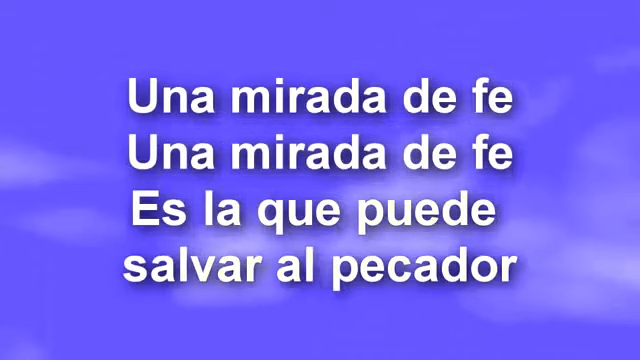 Una mirada de fe
Una mirada de fe
Es la que puede
salvar al pecador